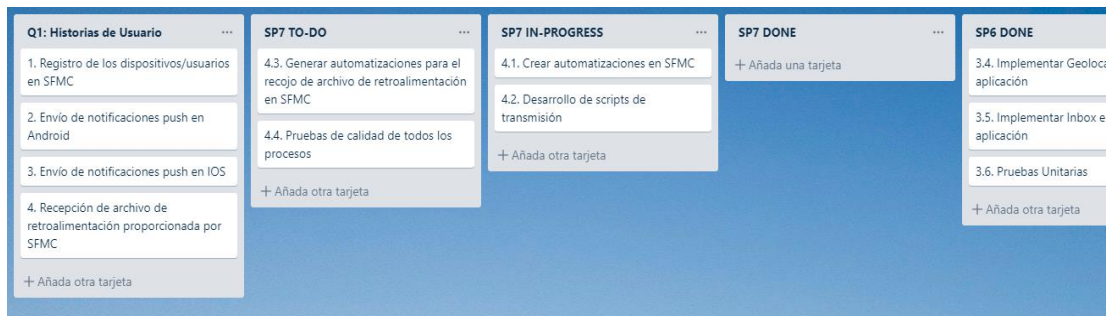 Q1: Historias de Usuario
1. Registro de los dispositivos/usuarios
en SFMC
2. Envío de notificaciones push en
Android
3. Envío de notificaciones push en IOS
4. Recepción de archivo de
retroalimentación proporcionada por
SFMC
+ Añada otra tarjeta
SP7 TO-DO
4.3. Generar automatizaciones para el
recojo de archivo de retroalimentación
en SFMC
4.4. Pruebas de calidad de todos los
procesos
+ Añada otra tarjeta
SP7 IN-PROGRESS
4.1. Crear automatizaciones en SFMC
4.2. Desarrollo de scripts de
transmisión
+ Añada otra tarjeta
SP7 DONE
+ Añada una tarjeta
SP6 DONE
3.4. Implementar Geoloca
aplicación
3.5. Implementar Inbox e
aplicación
3.6. Pruebas Unitarias
+ Añada otra tarjeta